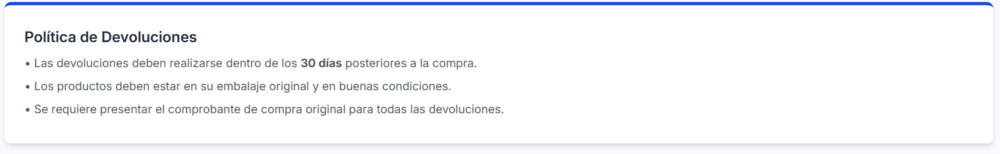 Política de Devoluciones
• Las devoluciones deben realizarse dentro de los 30 días posteriores a la compra.
• Los productos deben estar en su embalaje original y en buenas condiciones.
• Se requiere presentar el comprobante de compra original para todas las devoluciones.